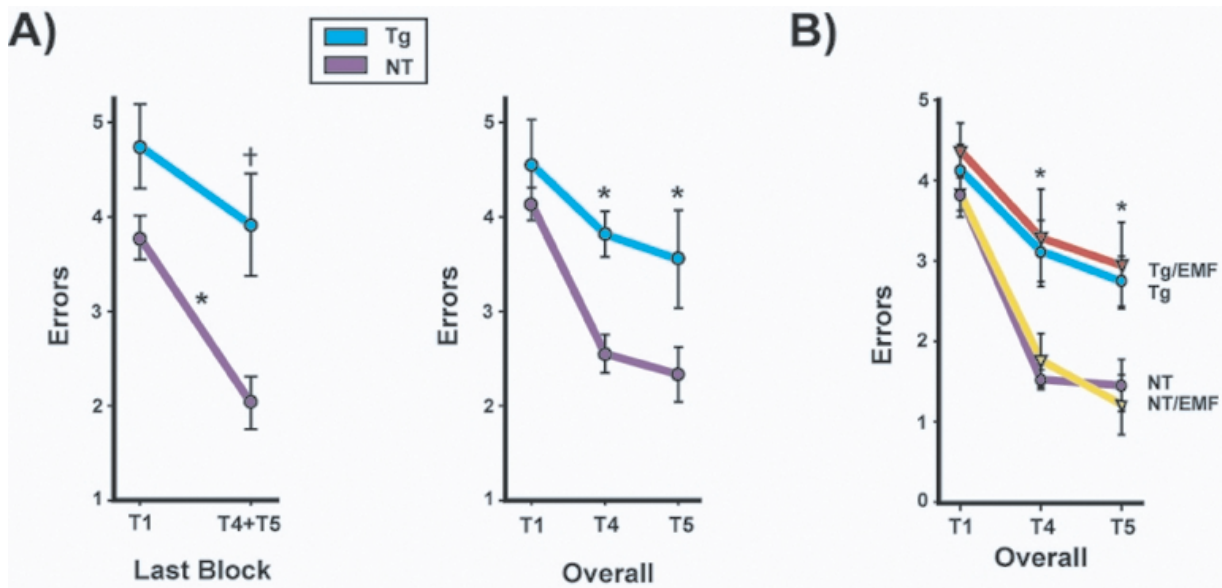 A)
Tg
NT
B)
5
4
3
2
1
Errors
†
*
T1
T4+T5
Last Block
5
4
3
2
1
Errors
*
*
T1
T4
T5
Overall
5
4
3
2
1
0
Errors
*
*
Tg/EMF
Tg
NT
NT/EMF
T1
T4
T5
Overall